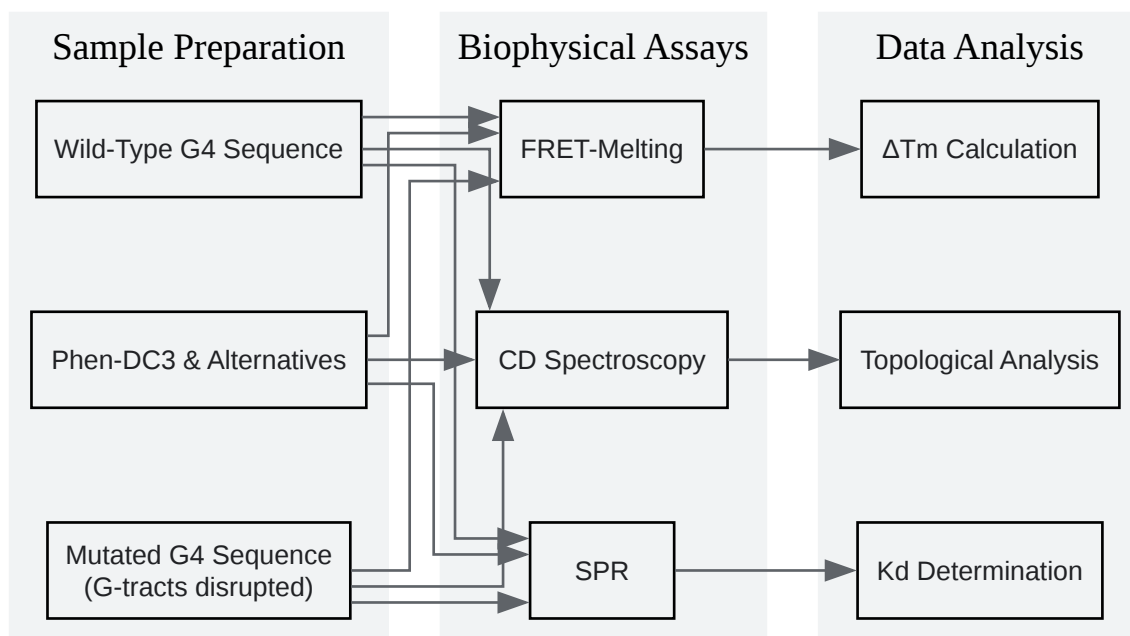 Sample Preparation
Biophysical Assays
Data Analysis
Wild-Type G4 Sequence
FRET-Melting
ΔTm Calculation
Phen-DC3 & Alternatives
CD Spectroscopy
Topological Analysis
Mutated G4 Sequence
(G-tracts disrupted)
SPR
Kd Determination